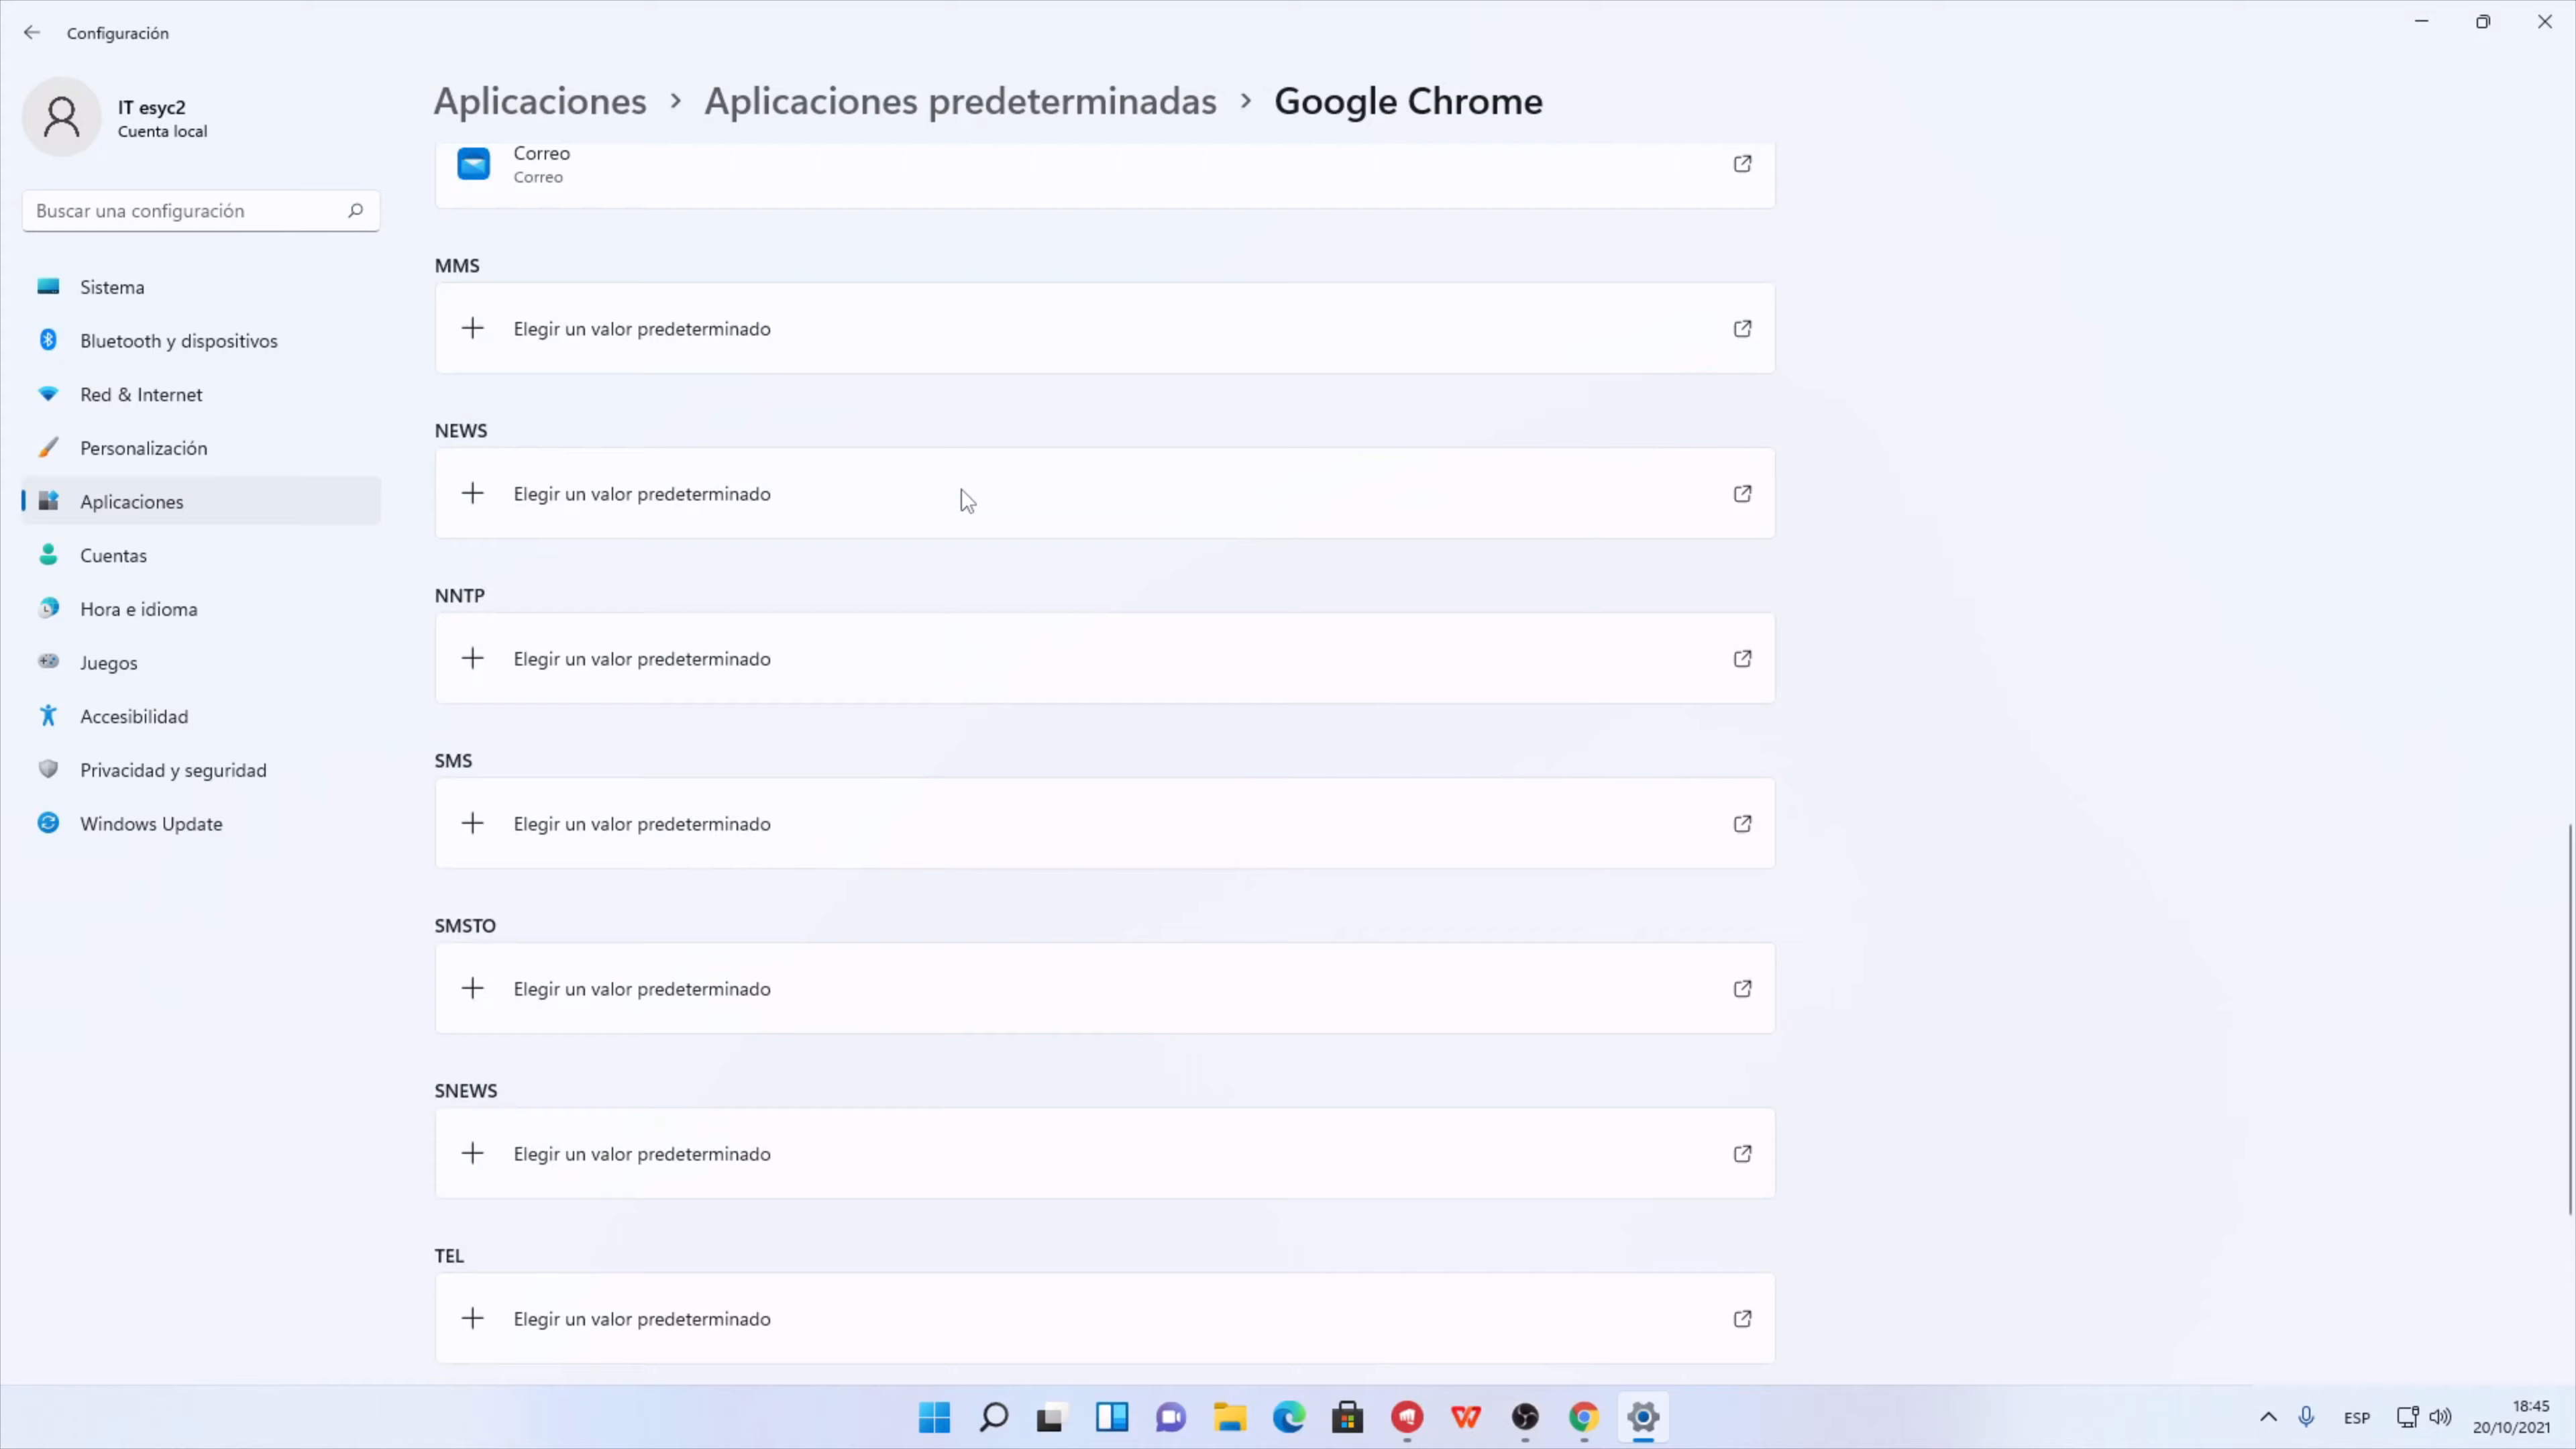 Configuración
IT esyc2
Cuenta local
Buscar una configuración
Sistema
Bluetooth y dispositivos
Red & Internet
Personalización
Aplicaciones
Cuentas
Hora e idioma
Juegos
Accesibilidad
Privacidad y seguridad
Windows Update
Aplicaciones > Aplicaciones predeterminadas > Google Chrome
Correo
Correo
MMS
Elegir un valor predeterminado
NEWS
Elegir un valor predeterminado
NNTP
Elegir un valor predeterminado
SMS
Elegir un valor predeterminado
SMSTO
Elegir un valor predeterminado
SNEWS
Elegir un valor predeterminado
TEL
Elegir un valor predeterminado
ESP
18:45
20/10/2021